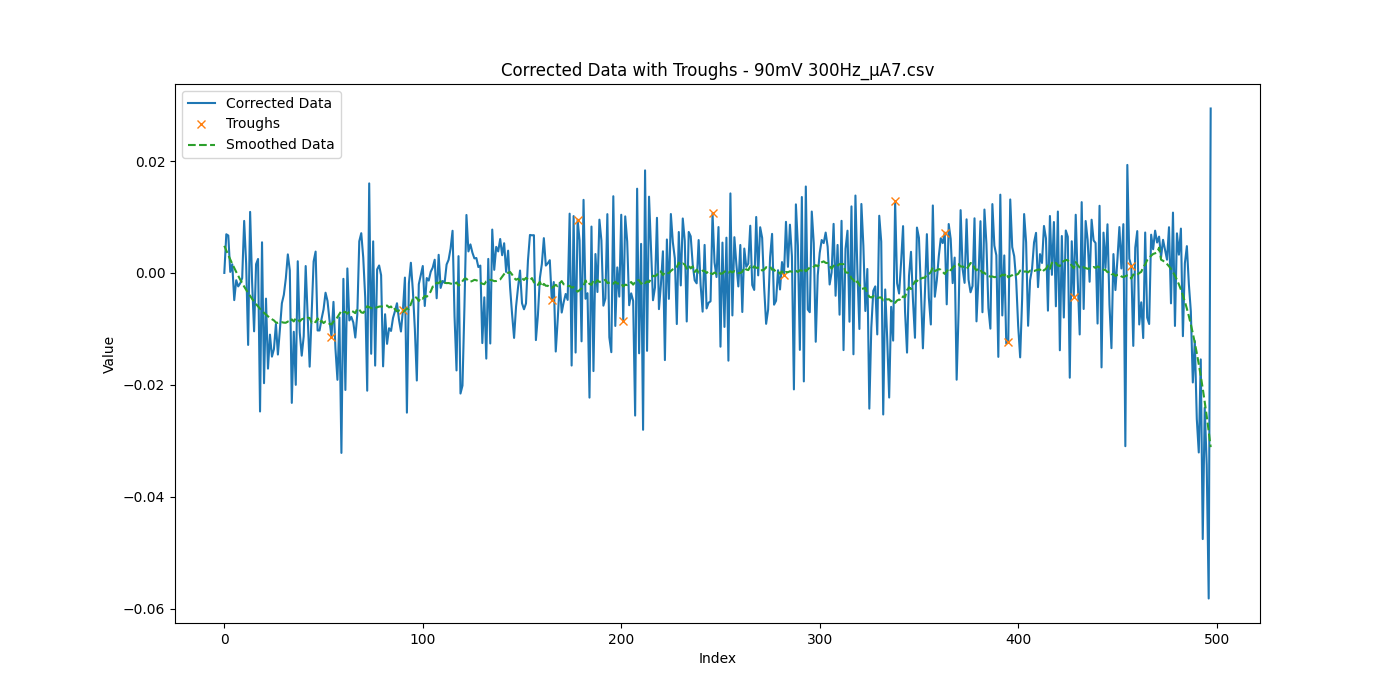 Corrected Data with Troughs - 90mV 300Hz_µA7.csv
Corrected Data
Troughs
Smoothed Data
0.02
0.00
−0.02
−0.04
−0.06
Value
0 100 200 300 400 500
Index